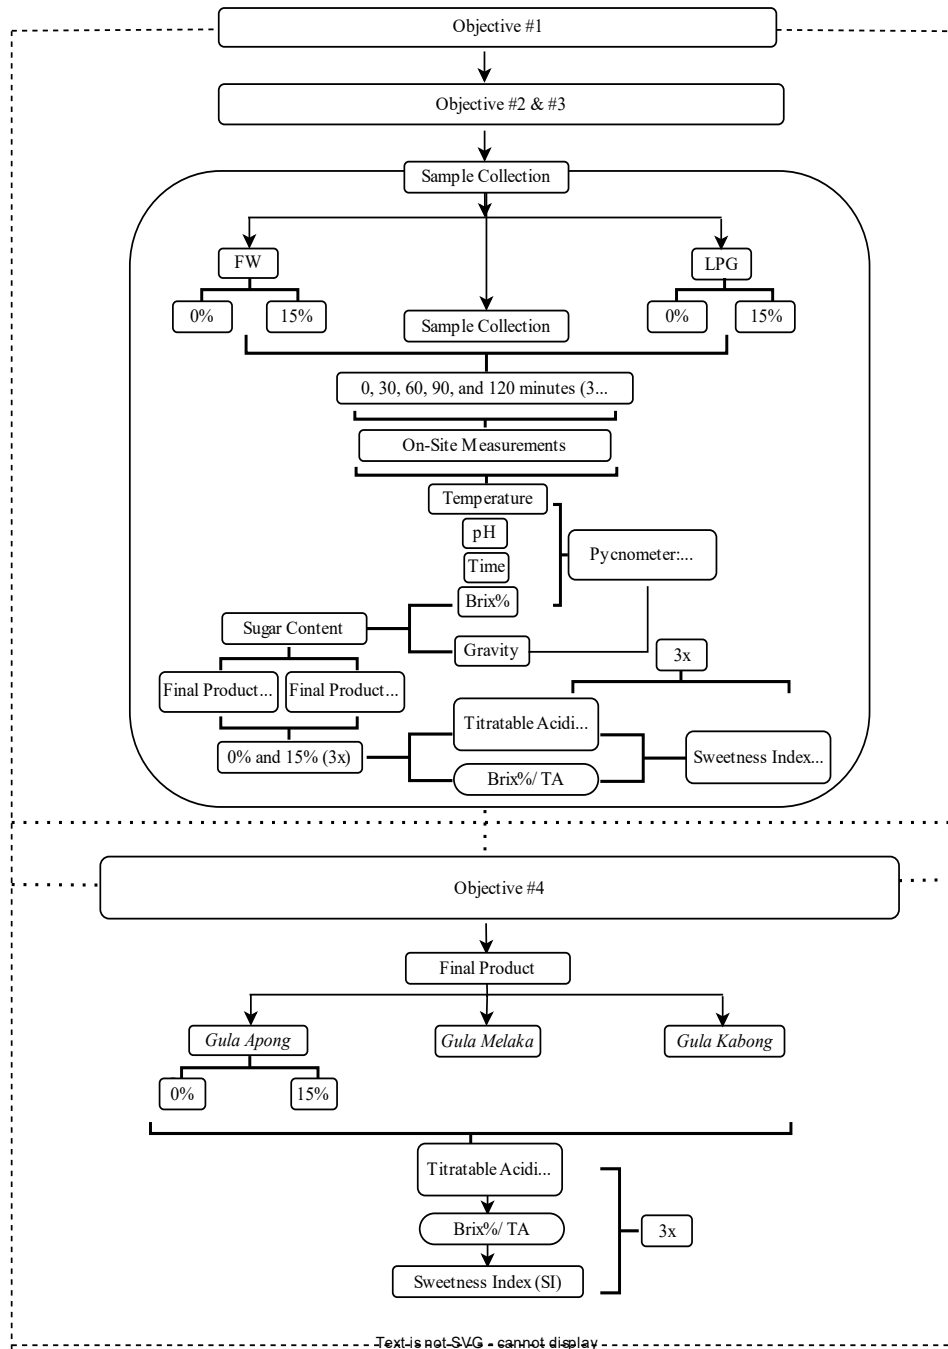 Objective #1
Objective #2 & #3
Sample Collection
FW
LPG
0%
15%
Sample Collection
0%
15%
0, 30, 60, 90, and 120 minutes (3...
On-Site Measurements
Temperature
pH
Pycnometer:...
Time
Brix%
Sugar Content
Gravity
3x
Final Product...
Final Product...
Titratable Acidi...
0% and 15% (3x)
Sweetness Index...
Brix%/ TA
Objective #4
Final Product
Gula Apong
Gula Melaka
Gula Kabong
0%
15%
Titratable Acidi...
Brix%/ TA
3x
Sweetness Index (SI)
Text is not SVG - cannot display